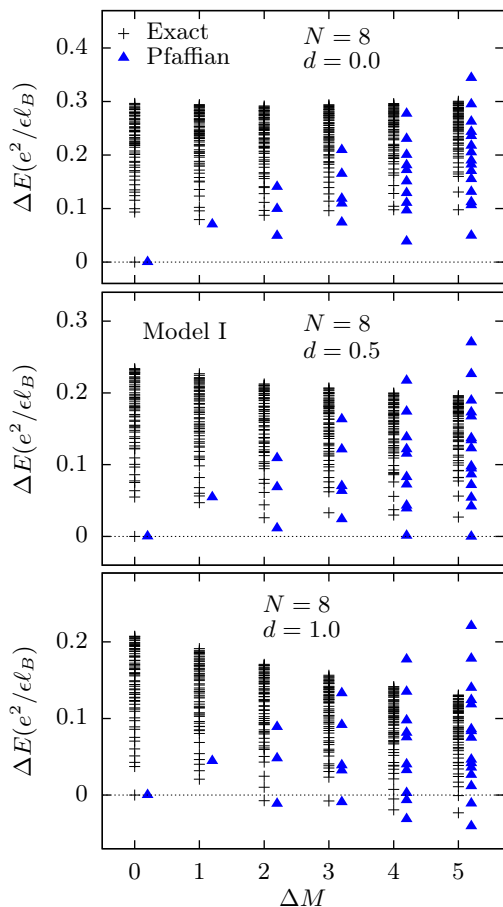 + Exact
▲ Pfaffian
N = 8
d = 0.0
0.4
0.3
0.2
0.1
0
ΔE(e²/ϵℓ_B)
Model I
N = 8
d = 0.5
0.3
0.2
0.1
0
ΔE(e²/ϵℓ_B)
N = 8
d = 1.0
0.2
0.1
0
ΔE(e²/ϵℓ_B)
0 1 2 3 4 5
ΔM